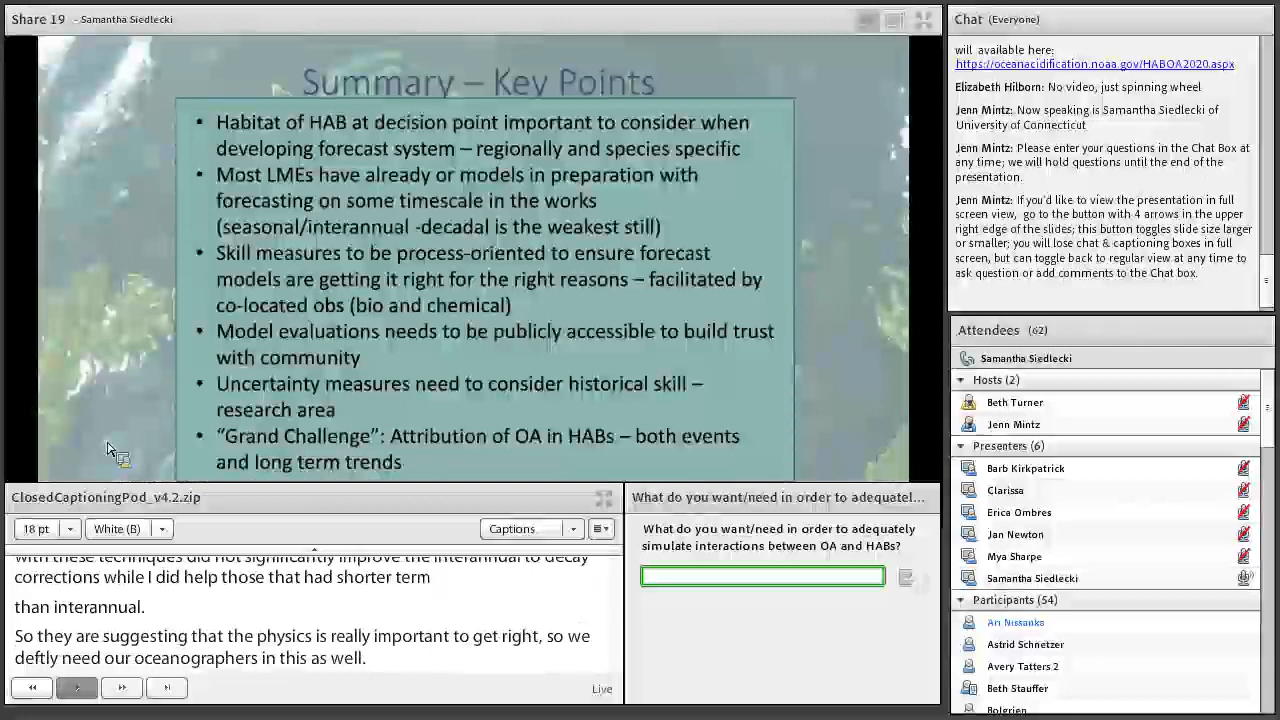 Share 19 - Samantha Siedlecki
Summary – Key Points
• Habitat of HAB at decision point important to consider when
developing forecast system – regionally and species specific
• Most LMEs have already or models in preparation with
forecasting on some timescale in the works
(seasonal/interannual -decadal is the weakest still)
• Skill measures to be process-oriented to ensure forecast
models are getting it right for the right reasons – facilitated by
co-located obs (bio and chemical)
• Model evaluations needs to be publicly accessible to build trust
with community
• Uncertainty measures need to consider historical skill –
research area
• “Grand Challenge”: Attribution of OA in HABs – both events
and long term trends
ClosedCaptioningPod_v4.2.zip
18 pt
White (B)
Captions
with these techniques did not significantly improve the interannual to decay
corrections while I did help those that had shorter term
than interannual.
So they are suggesting that the physics is really important to get right, so we
deftly need our oceanographers in this as well.
Live
What do you want/need in order to adequatel...
What do you want/need in order to adequately
simulate interactions between OA and HABs?
Chat (Everyone)
will available here:
https://oceanacidification.noaa.gov/HABOA2020.aspx
Elizabeth Hilborn: No video, just spinning wheel
Jenn Mintz: Now speaking is Samantha Siedlecki of
University of Connecticut
Jenn Mintz: Please enter your questions in the Chat Box at
any time; we will hold questions until the end of the
presentation.
Jenn Mintz: If you'd like to view the presentation in full
screen view, go to the button with 4 arrows in the upper
right edge of the slides; this button toggles slide size larger
or smaller; you will lose chat & captioning boxes in full
screen, but can toggle back to regular view at any time to
ask question or add comments to the Chat box.
Attendees (62)
Samantha Siedlecki
Hosts (2)
Beth Turner
Jenn Mintz
Presenters (6)
Barb Kirkpatrick
Clarissa
Erica Ombres
Jan Newton
Mya Sharpe
Samantha Siedlecki
Participants (54)
Ari Nissanka
Astrid Schnetzer
Avery Tatters 2
Beth Stauffer
Bolgrien